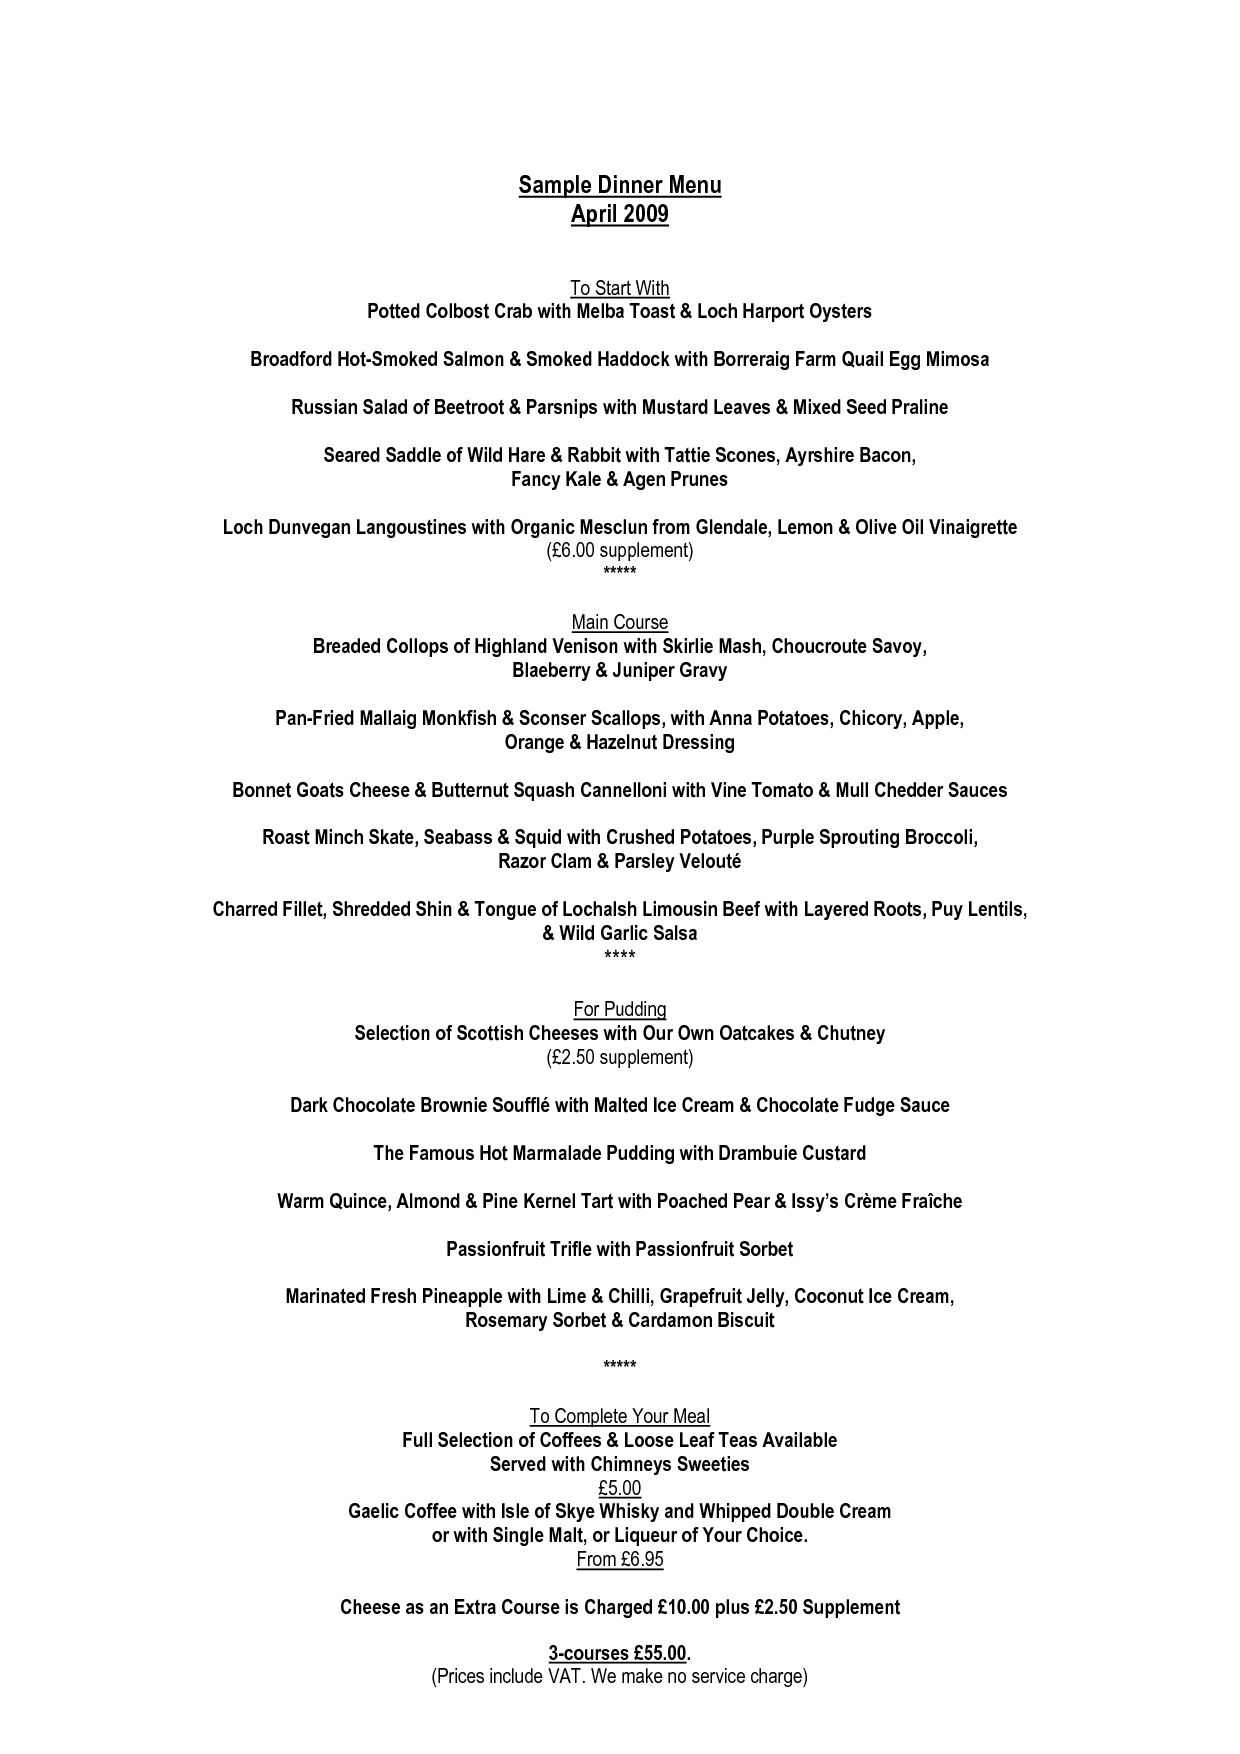 Sample Dinner Menu
April 2009
To Start With
Potted Colbost Crab with Melba Toast & Loch Harport Oysters
Broadford Hot-Smoked Salmon & Smoked Haddock with Borreraig Farm Quail Egg Mimosa
Russian Salad of Beetroot & Parsnips with Mustard Leaves & Mixed Seed Praline
Seared Saddle of Wild Hare & Rabbit with Tattie Scones, Ayrshire Bacon,
Fancy Kale & Agen Prunes
Loch Dunvegan Langoustines with Organic Mesclun from Glendale, Lemon & Olive Oil Vinaigrette
(£6.00 supplement)
*****
Main Course
Breaded Collops of Highland Venison with Skirlie Mash, Choucroute Savoy,
Blaeberry & Juniper Gravy
Pan-Fried Mallaig Monkfish & Sconser Scallops, with Anna Potatoes, Chicory, Apple,
Orange & Hazelnut Dressing
Bonnet Goats Cheese & Butternut Squash Cannelloni with Vine Tomato & Mull Chedder Sauces
Roast Minch Skate, Seabass & Squid with Crushed Potatoes, Purple Sprouting Broccoli,
Razor Clam & Parsley Velouté
Charred Fillet, Shredded Shin & Tongue of Lochalsh Limousin Beef with Layered Roots, Puy Lentils,
& Wild Garlic Salsa
****
For Pudding
Selection of Scottish Cheeses with Our Own Oatcakes & Chutney
(£2.50 supplement)
Dark Chocolate Brownie Soufflé with Malted Ice Cream & Chocolate Fudge Sauce
The Famous Hot Marmalade Pudding with Drambuie Custard
Warm Quince, Almond & Pine Kernel Tart with Poached Pear & Issy’s Crème Fraîche
Passionfruit Trifle with Passionfruit Sorbet
Marinated Fresh Pineapple with Lime & Chilli, Grapefruit Jelly, Coconut Ice Cream,
Rosemary Sorbet & Cardamon Biscuit
*****
To Complete Your Meal
Full Selection of Coffees & Loose Leaf Teas Available
Served with Chimneys Sweeties
£5.00
Gaelic Coffee with Isle of Skye Whisky and Whipped Double Cream
or with Single Malt, or Liqueur of Your Choice.
From £6.95
Cheese as an Extra Course is Charged £10.00 plus £2.50 Supplement
3-courses £55.00.
(Prices include VAT. We make no service charge)